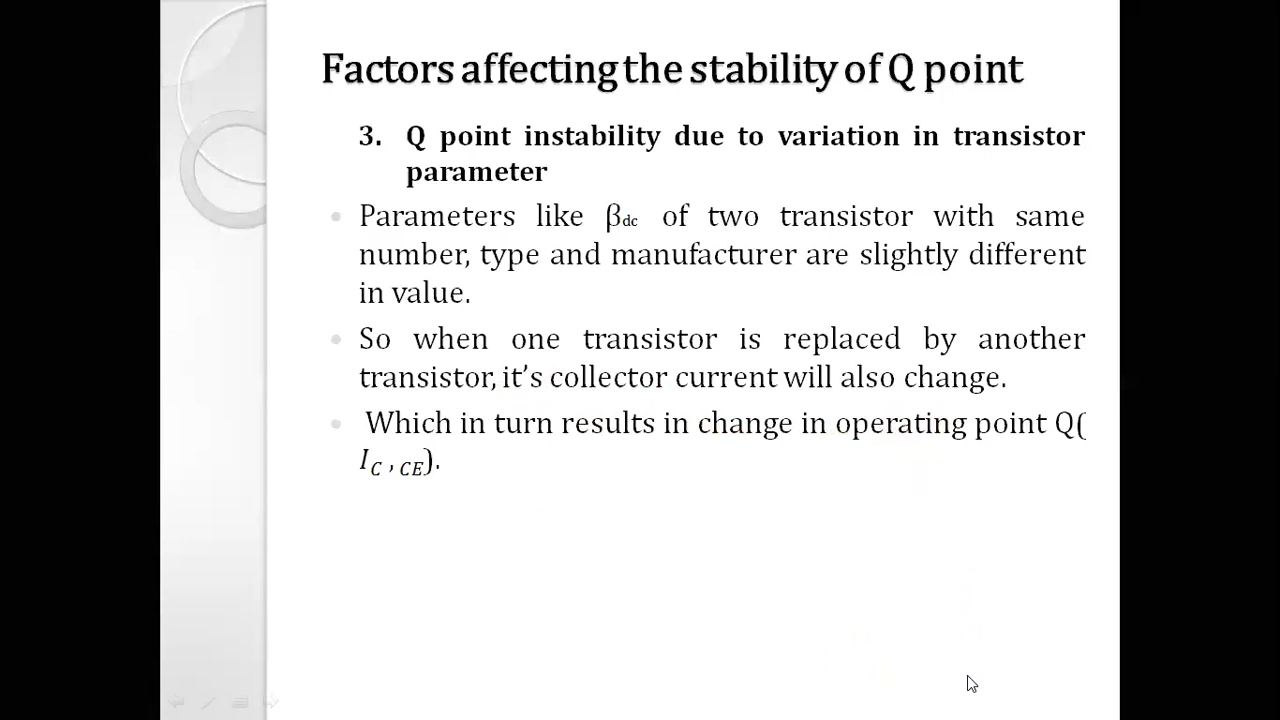 Factors affecting the stability of Q point
3. Q point instability due to variation in transistor
parameter
Parameters like βdc of two transistor with same
number, type and manufacturer are slightly different
in value.
So when one transistor is replaced by another
transistor, it’s collector current will also change.
Which in turn results in change in operating point Q(
IC , CE).